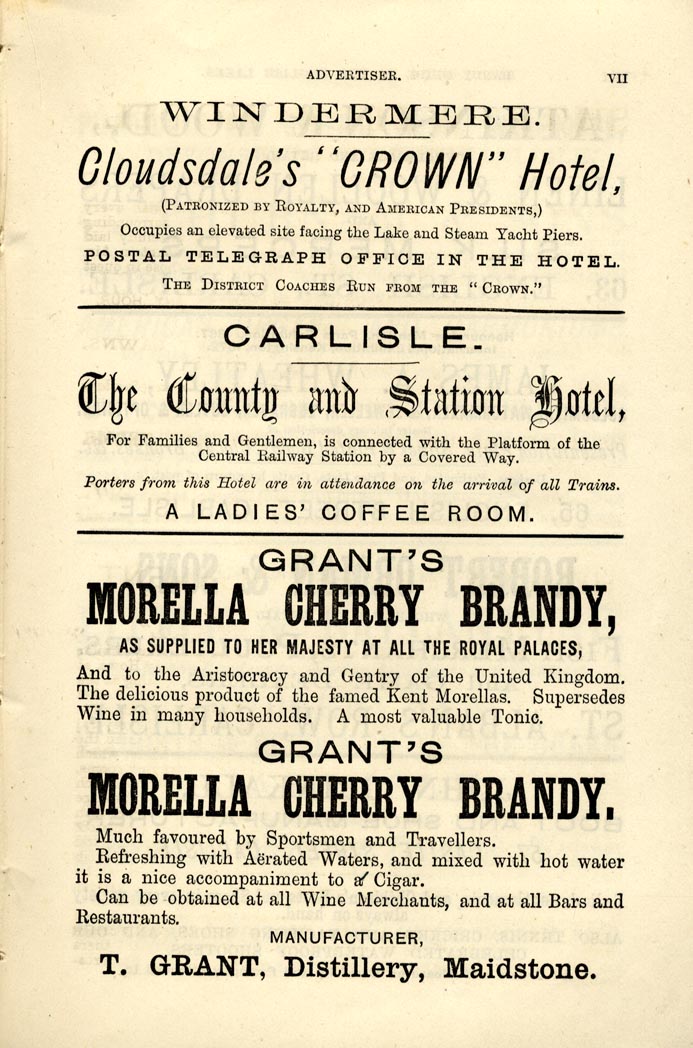 ADVERTISER. VII
WINDERMERE.
Cloudsdale's "CROWN" Hotel,
(PATRONIZED BY ROYALTY, AND AMERICAN PRESIDENTS,)
Occupies an elevated site facing the Lake and Steam Yacht Piers.
POSTAL TELEGRAPH OFFICE IN THE HOTEL.
THE DISTRICT COACHES RUN FROM THE "CROWN."
CARLISLE.
The County and Station Hotel,
For Families and Gentlemen, is connected with the Platform of the
Central Railway Station by a Covered Way.
Porters from this Hotel are in attendance on the arrival of all Trains.
A LADIES' COFFEE ROOM.
GRANT'S
MORELLA CHERRY BRANDY,
AS SUPPLIED TO HER MAJESTY AT ALL THE ROYAL PALACES,
And to the Aristocracy and Gentry of the United Kingdom.
The delicious product of the famed Kent Morellas. Supersedes
Wine in many households. A most valuable Tonic.
GRANT'S
MORELLA CHERRY BRANDY.
Much favoured by Sportsmen and Travellers.
Refreshing with Aërated Waters, and mixed with hot water
it is a nice accompaniment to a Cigar.
Can be obtained at all Wine Merchants, and at all Bars and
Restaurants.
MANUFACTURER,
T. GRANT, Distillery, Maidstone.